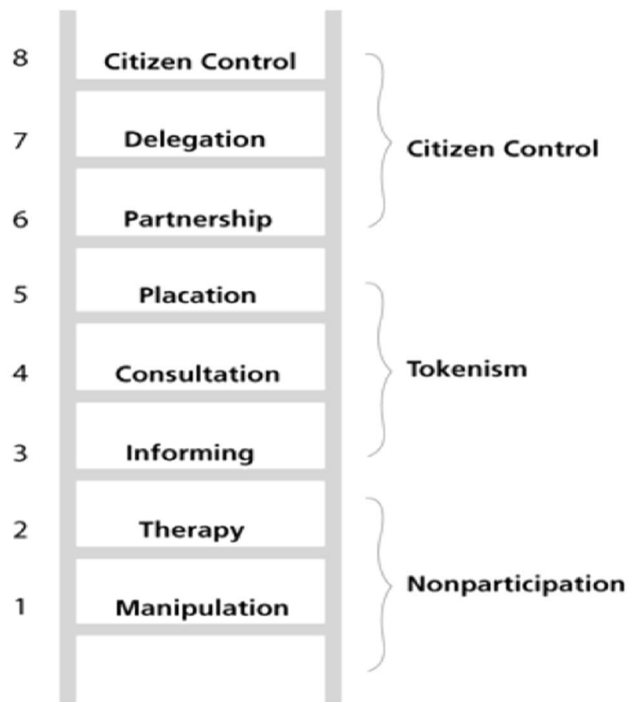 8 Citizen Control
7 Delegation
Citizen Control
6 Partnership
5 Placation
4 Consultation
Tokenism
3 Informing
2 Therapy
Nonparticipation
1 Manipulation